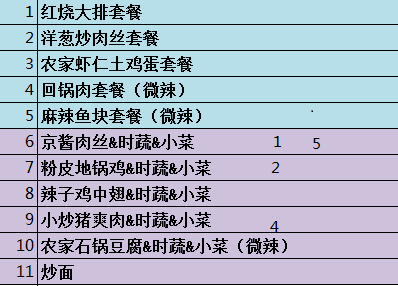 1 红烧大排套餐
2 洋葱炒肉丝套餐
3 农家虾仁土鸡蛋套餐
4 回锅肉套餐（微辣）
5 麻辣鱼块套餐（微辣）
6 京酱肉丝&时蔬&小菜 1 5
7 粉皮地锅鸡&时蔬&小菜 2
8 辣子鸡中翅&时蔬&小菜
9 小炒猪爽肉&时蔬&小菜 4
10 农家石锅豆腐&时蔬&小菜（微辣）
11 炒面